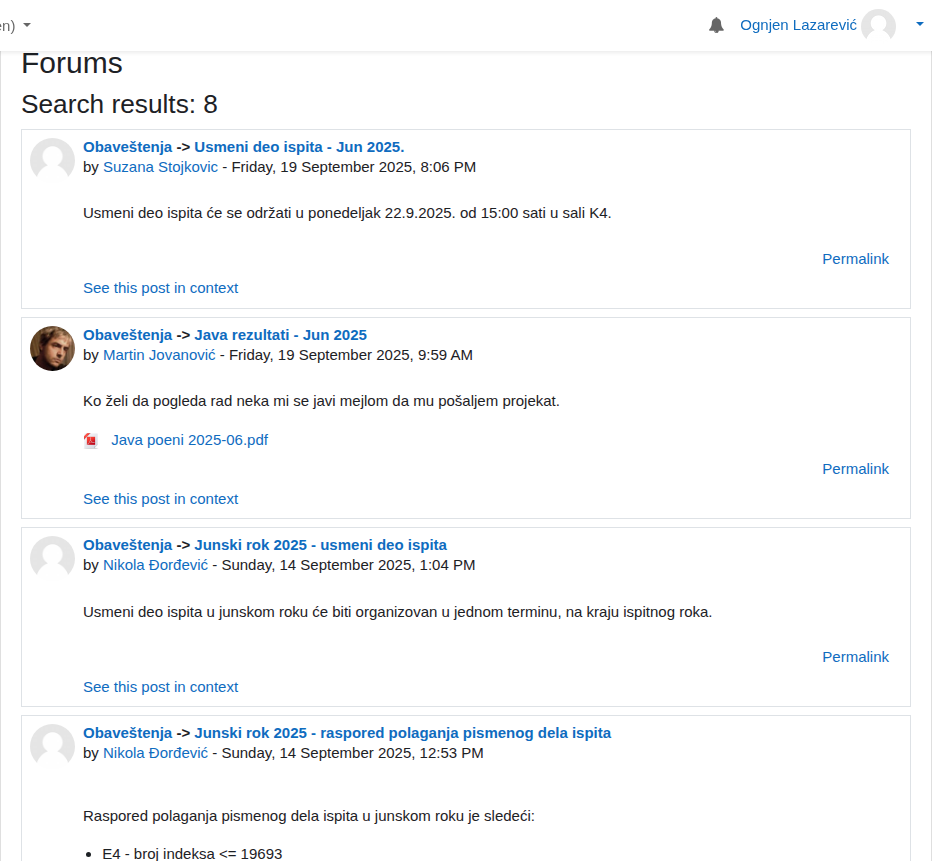 en)
Ognjen Lazarević
Forums
Search results: 8
Obaveštenja -> Usmeni deo ispita - Jun 2025.
by Suzana Stojkovic - Friday, 19 September 2025, 8:06 PM
Usmeni deo ispita će se održati u ponedeljak 22.9.2025. od 15:00 sati u sali K4.
Permalink
See this post in context
Obaveštenja -> Java rezultati - Jun 2025
by Martin Jovanović - Friday, 19 September 2025, 9:59 AM
Ko želi da pogleda rad neka mi se javi mejlom da mu pošaljem projekat.
Java poeni 2025-06.pdf
Permalink
See this post in context
Obaveštenja -> Junski rok 2025 - usmeni deo ispita
by Nikola Đorđević - Sunday, 14 September 2025, 1:04 PM
Usmeni deo ispita u junskom roku će biti organizovan u jednom terminu, na kraju ispitnog roka.
Permalink
See this post in context
Obaveštenja -> Junski rok 2025 - raspored polaganja pismenog dela ispita
by Nikola Đorđević - Sunday, 14 September 2025, 12:53 PM
Raspored polaganja pismenog dela ispita u junskom roku je sledeći:
• E4 - broj indeksa <= 19693